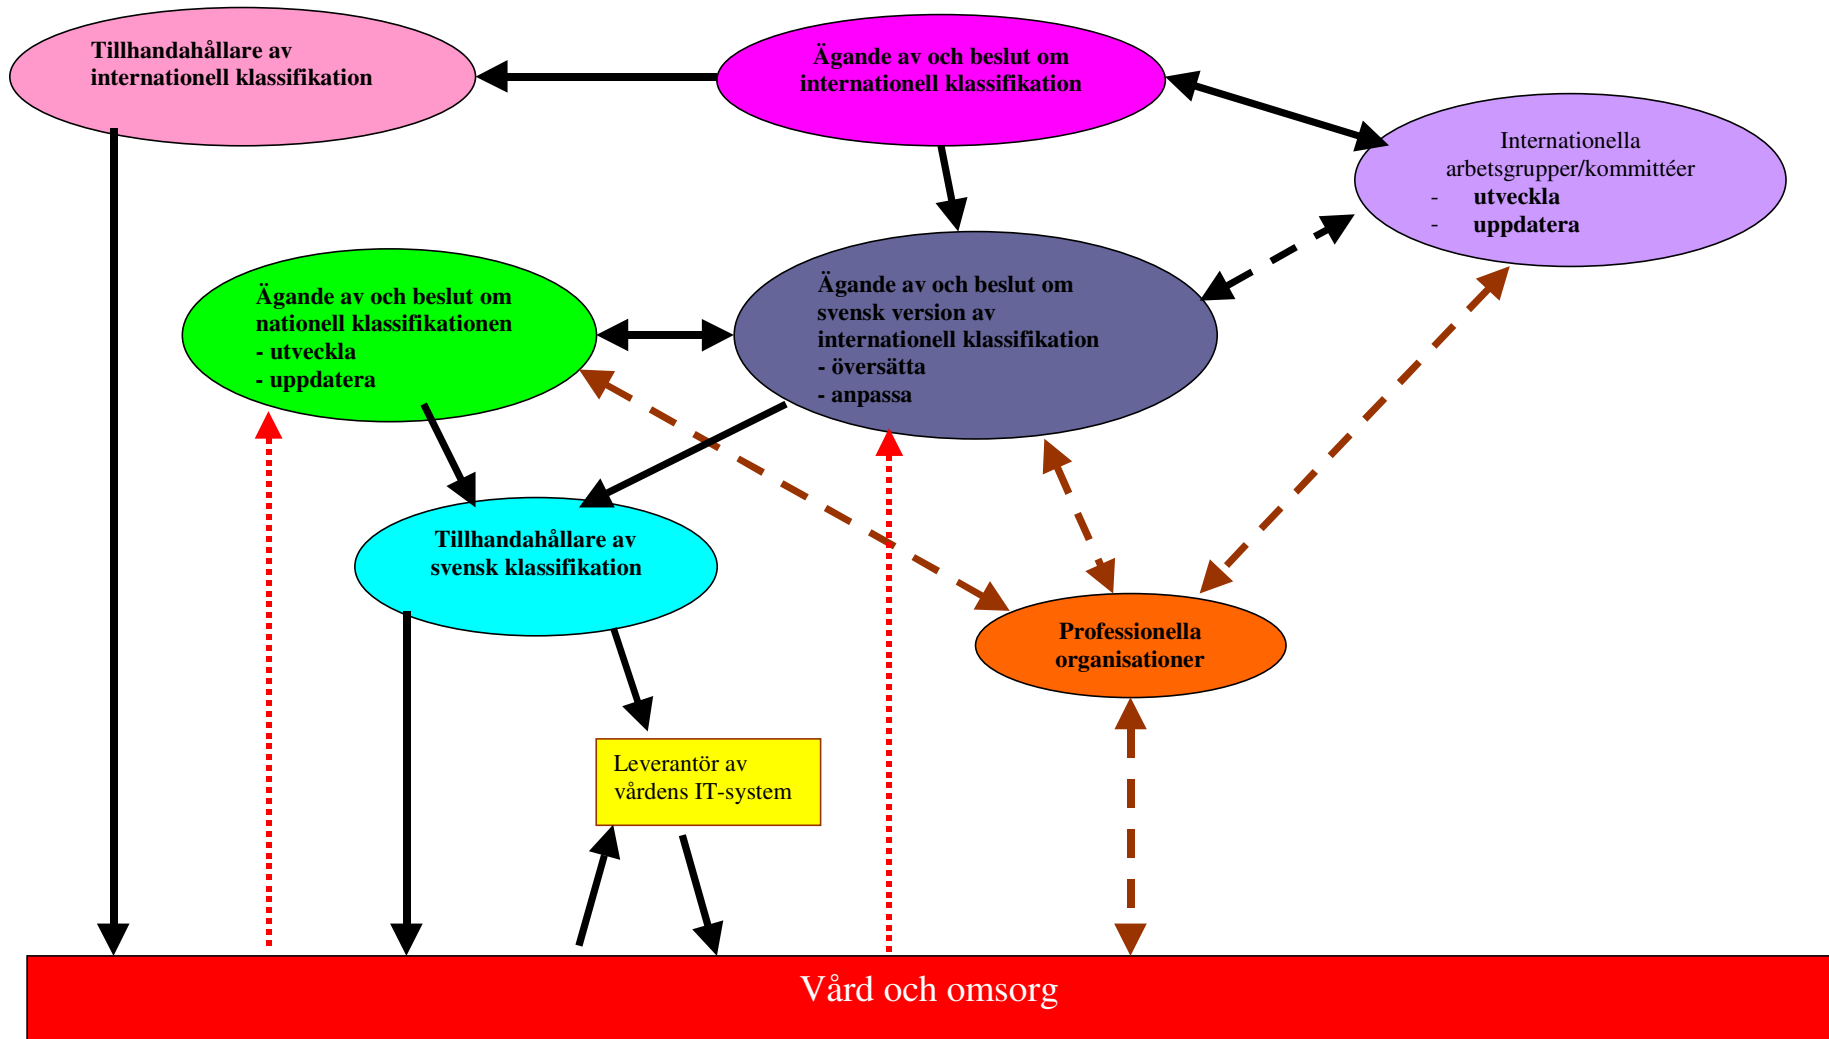 Tillhandahållare av
internationell klassifikation
Ägande av och beslut om
internationell klassifikation
Internationella
arbetsgrupper/kommittéer
- utveckla
- uppdatera
Ägande av och beslut om
nationell klassifikationen
- utveckla
- uppdatera
Ägande av och beslut om
svensk version av
internationell klassifikation
- översätta
- anpassa
Tillhandahållare av
svensk klassifikation
Professionella
organisationer
Leverantör av
vårdens IT-system
Vård och omsorg